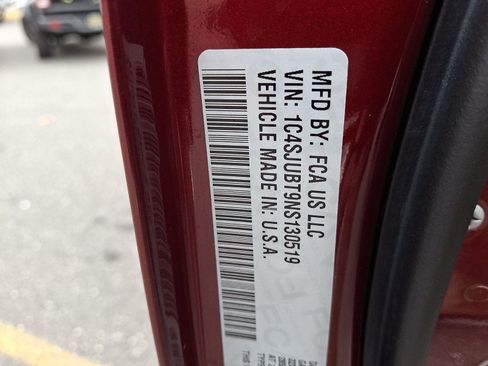 MFD BY: FCA US LLC
VIN: 1C4SJUBT9NS130519
VEHICLE MADE IN: U.S.A.